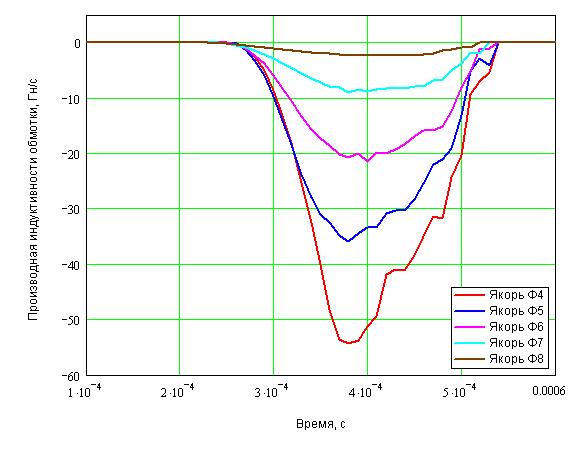 0
−10
−20
−30
−40
−50
−60
Производная индуктивности обмотки, Гн/с
Якорь Ф4
Якорь Ф5
Якорь Ф6
Якорь Ф7
Якорь Ф8
1·10⁻⁴ 2·10⁻⁴ 3·10⁻⁴ 4·10⁻⁴ 5·10⁻⁴ 0.0006
Время, с